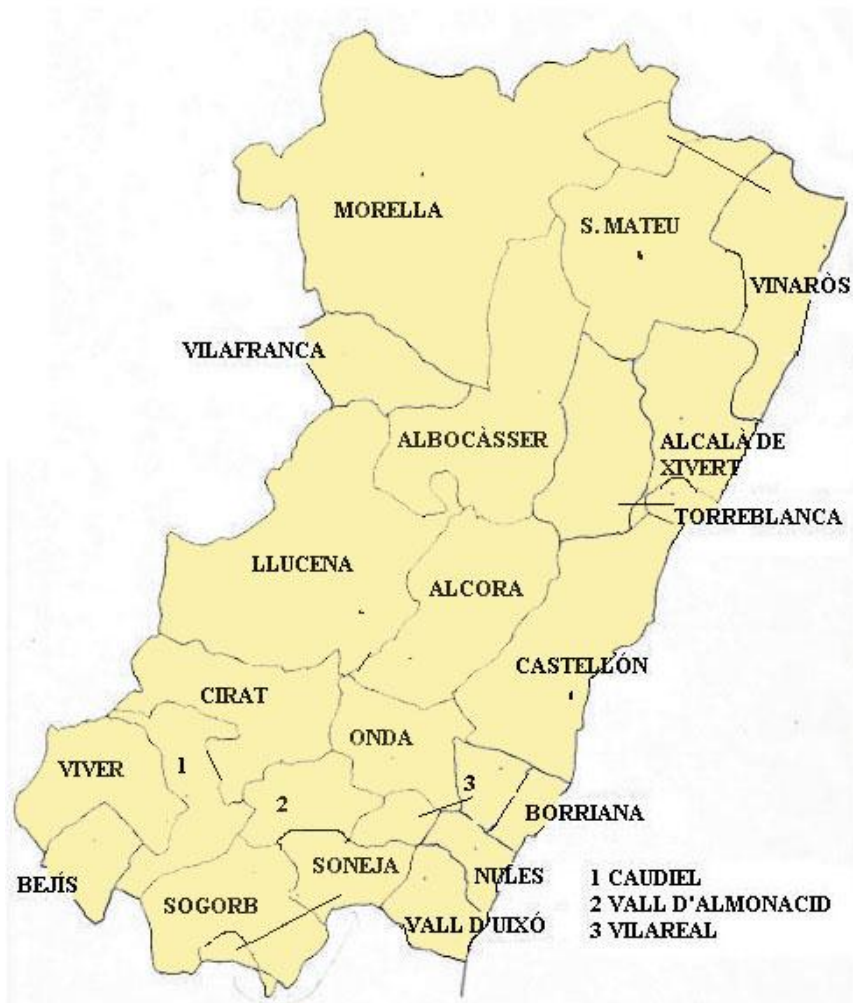 MORELLA
S. MATEU
VINARÒS
VILAFRANCA
ALBOCÀSSER
ALCALÀ DE
XIVERT
TORREBLANCA
LLUCENA
ALCORA
CASTELLÓN
CIRAT
ONDA
VIVER
1
2
3
BORRIANA
BEJÍS
SOGORB
SONEJA
NULES
VALL D'UIXÓ
1 CAUDIEL
2 VALL D'ALMONACID
3 VILAREAL